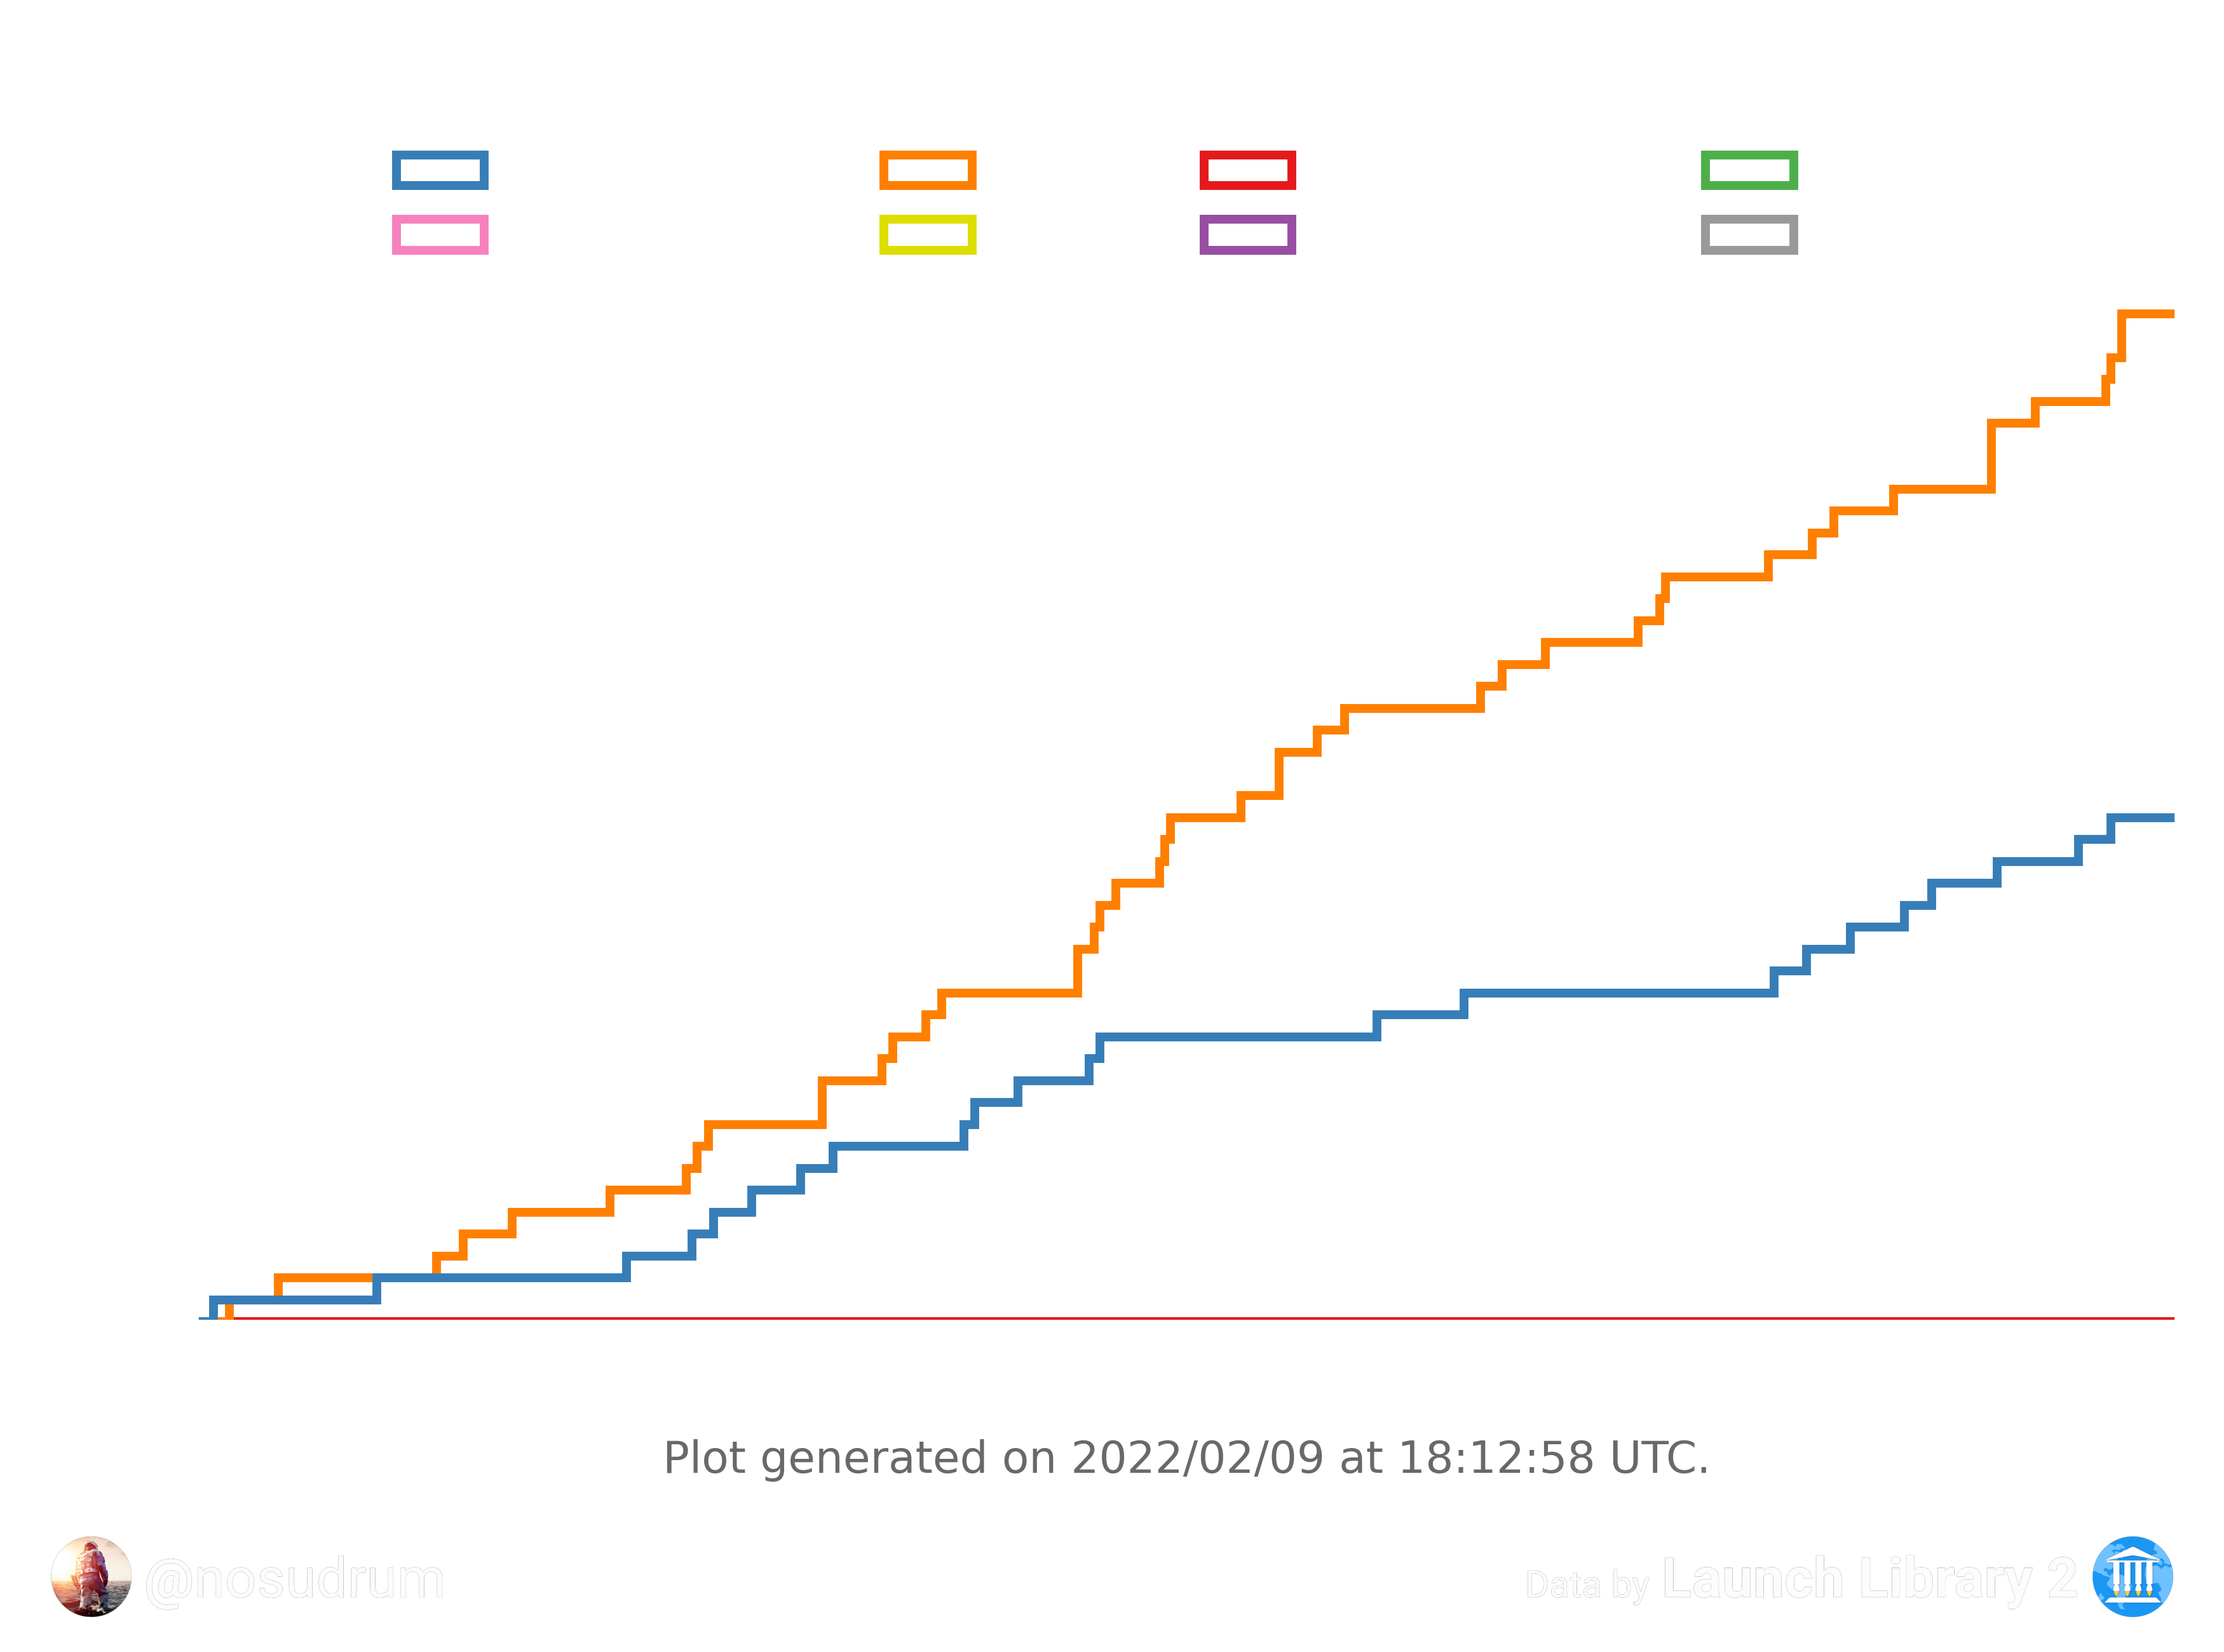 Plot generated on 2022/02/09 at 18:12:58 UTC.
@nosudrum
Data by Launch Library 2